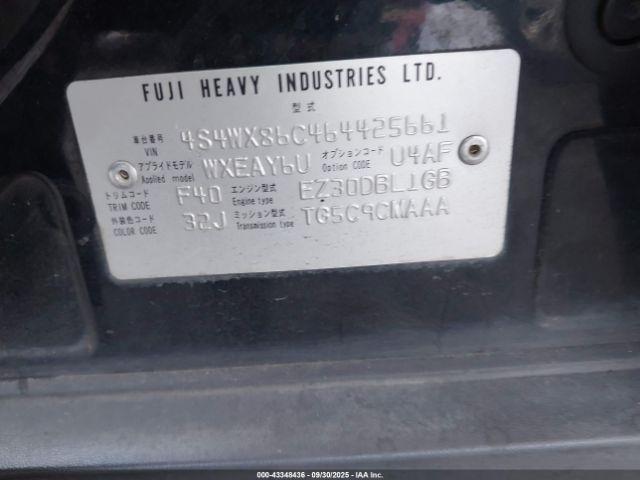 FUJI HEAVY INDUSTRIES LTD.
型式
車台番号 VIN 4S4WX86C464425661
アプライドモデル Applied model WXEAY6U オプションコード Option CODE U4AF
トリムコード TRIM CODE F40 エンジン型式 Engine type EZ30DBL1GB
外装色コード COLOR CODE 32J ミッション型式 Transmission type TG5C9CMAAA
000-43348436 - 09/30/2025 - IAA Inc.